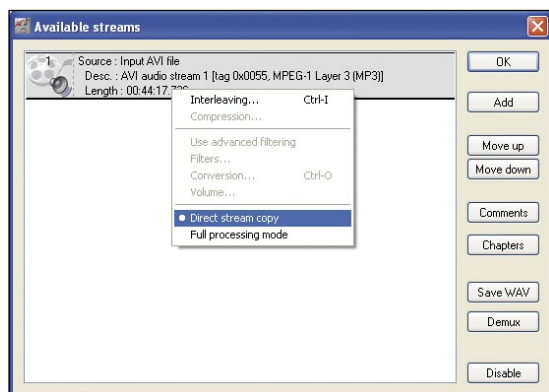 Available streams
1
Source : Input AVI file
Desc. : AVI audio stream 1 [tag 0x0055, MPEG-1 Layer 3 (MP3)]
Length : 00:44:17.736
Interleaving... Ctrl-I
Compression...
Use advanced filtering
Filters...
Conversion... Ctrl-O
Volume...
Direct stream copy
Full processing mode
OK
Add
Move up
Move down
Comments
Chapters
Save WAV
Demux
Disable